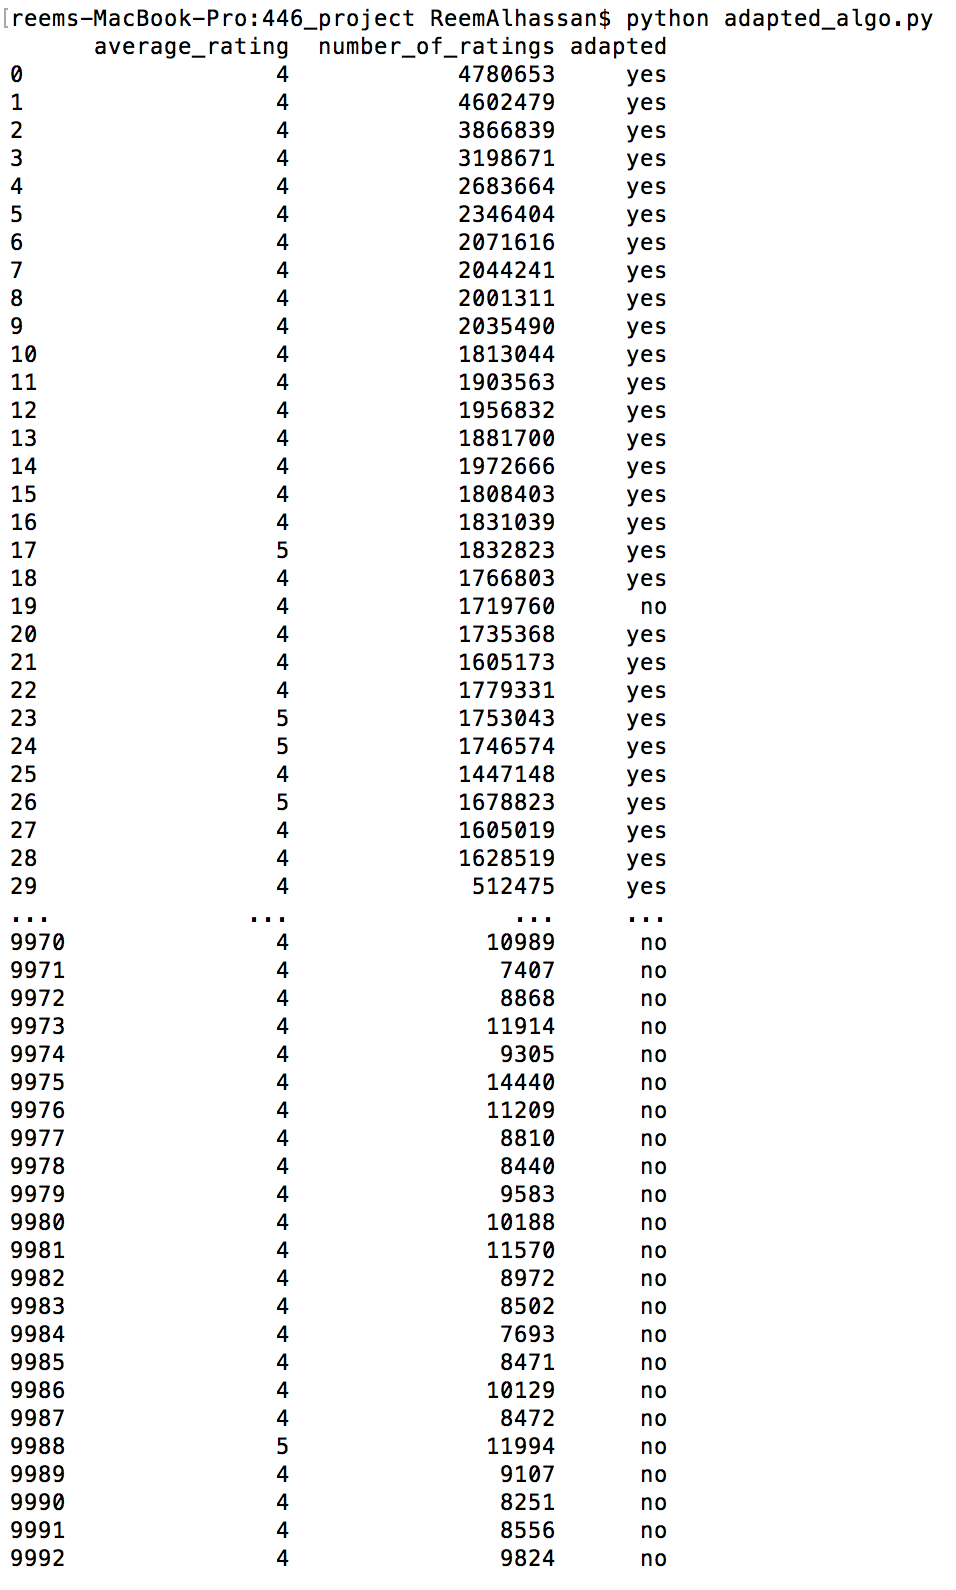 [reems-MacBook-Pro:446_project ReemAlhassan$ python adapted_algo.py
average_rating number_of_ratings adapted
0 4 4780653 yes
1 4 4602479 yes
2 4 3866839 yes
3 4 3198671 yes
4 4 2683664 yes
5 4 2346404 yes
6 4 2071616 yes
7 4 2044241 yes
8 4 2001311 yes
9 4 2035490 yes
10 4 1813044 yes
11 4 1903563 yes
12 4 1956832 yes
13 4 1881700 yes
14 4 1972666 yes
15 4 1808403 yes
16 4 1831039 yes
17 5 1832823 yes
18 4 1766803 yes
19 4 1719760 no
20 4 1735368 yes
21 4 1605173 yes
22 4 1779331 yes
23 5 1753043 yes
24 5 1746574 yes
25 4 1447148 yes
26 5 1678823 yes
27 4 1605019 yes
28 4 1628519 yes
29 4 512475 yes
... ... ... ...
9970 4 10989 no
9971 4 7407 no
9972 4 8868 no
9973 4 11914 no
9974 4 9305 no
9975 4 14440 no
9976 4 11209 no
9977 4 8810 no
9978 4 8440 no
9979 4 9583 no
9980 4 10188 no
9981 4 11570 no
9982 4 8972 no
9983 4 8502 no
9984 4 7693 no
9985 4 8471 no
9986 4 10129 no
9987 4 8472 no
9988 5 11994 no
9989 4 9107 no
9990 4 8251 no
9991 4 8556 no
9992 4 9824 no